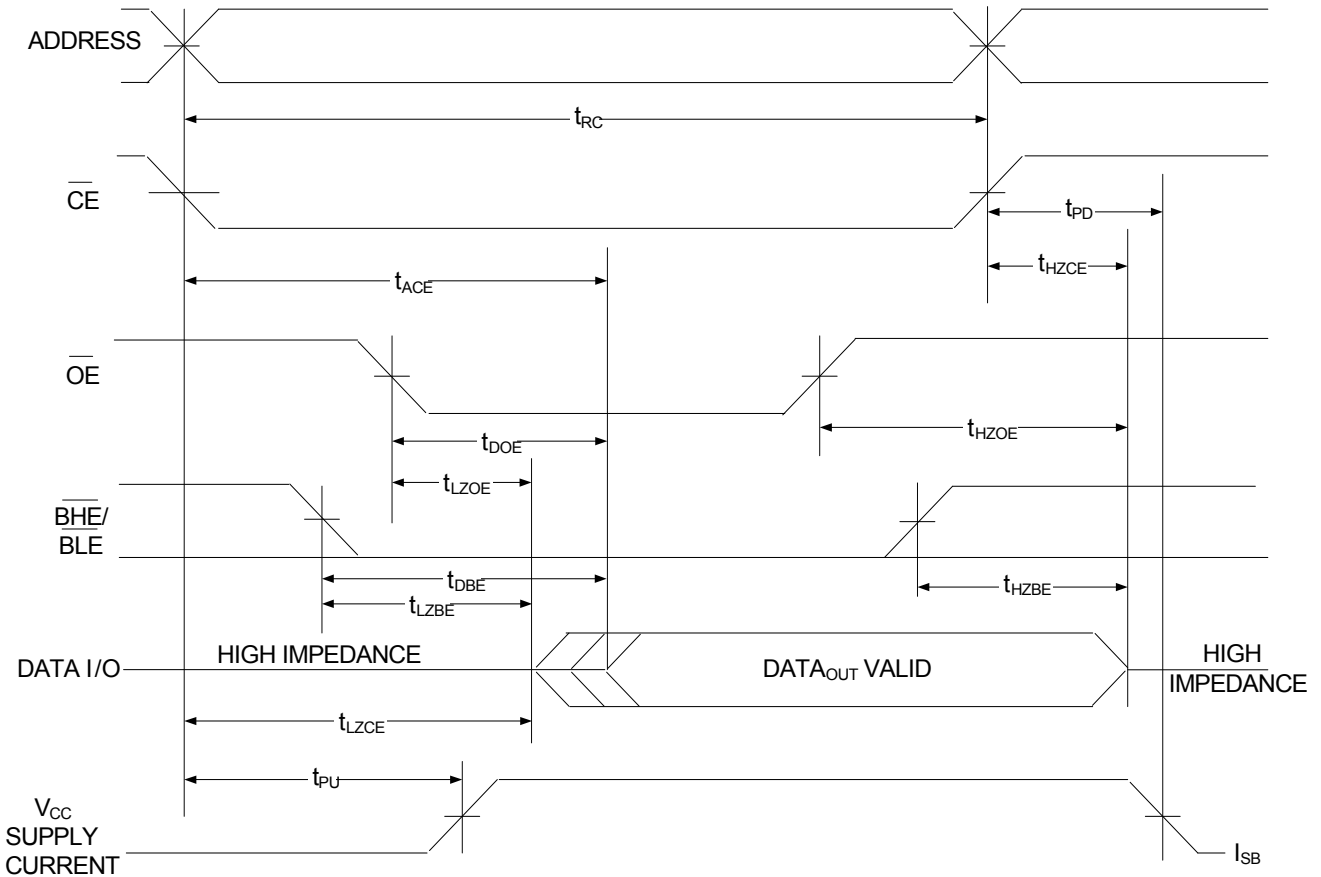 ADDRESS
tRC
CE
tPD
tHZCE
tACE
OE
tHZOE
tDOE
tLZOE
BHE/
BLE
tDBE
tHZBE
tLZBE
DATA I/O
HIGH IMPEDANCE
DATAOUT VALID
HIGH
IMPEDANCE
tLZCE
tPU
VCC
SUPPLY
CURRENT
ISB